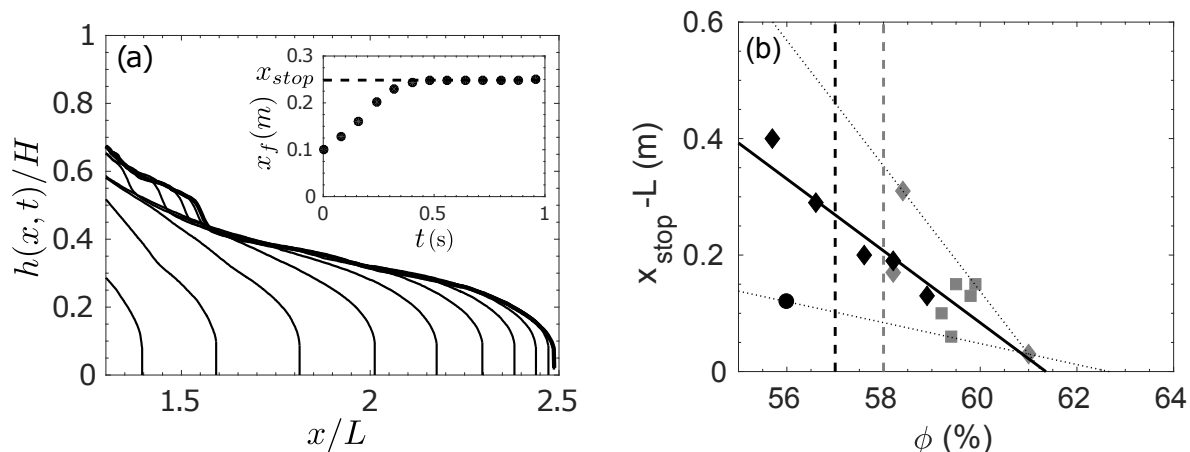 (a)
h(x, t)/H
1
0.8
0.6
0.4
0.2
0
1.5
2
2.5
x/L
x_f (m)
0.3
x_stop
0.2
0.1
0
0
0.5
1
t (s)
(b)
x_stop-L (m)
0.6
0.4
0.2
0
56
58
60
62
64
ϕ (%)